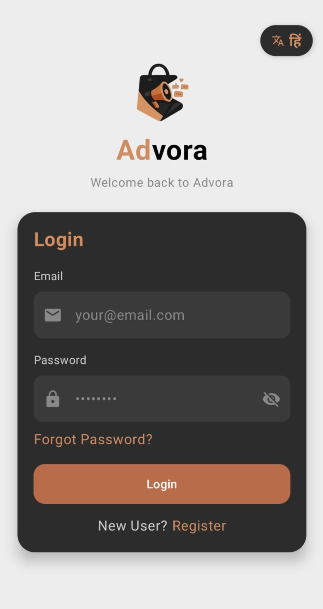 हिं
Advora
Welcome back to Advora
Login
Email
your@email.com
Password
••••••••
Forgot Password?
Login
New User? Register